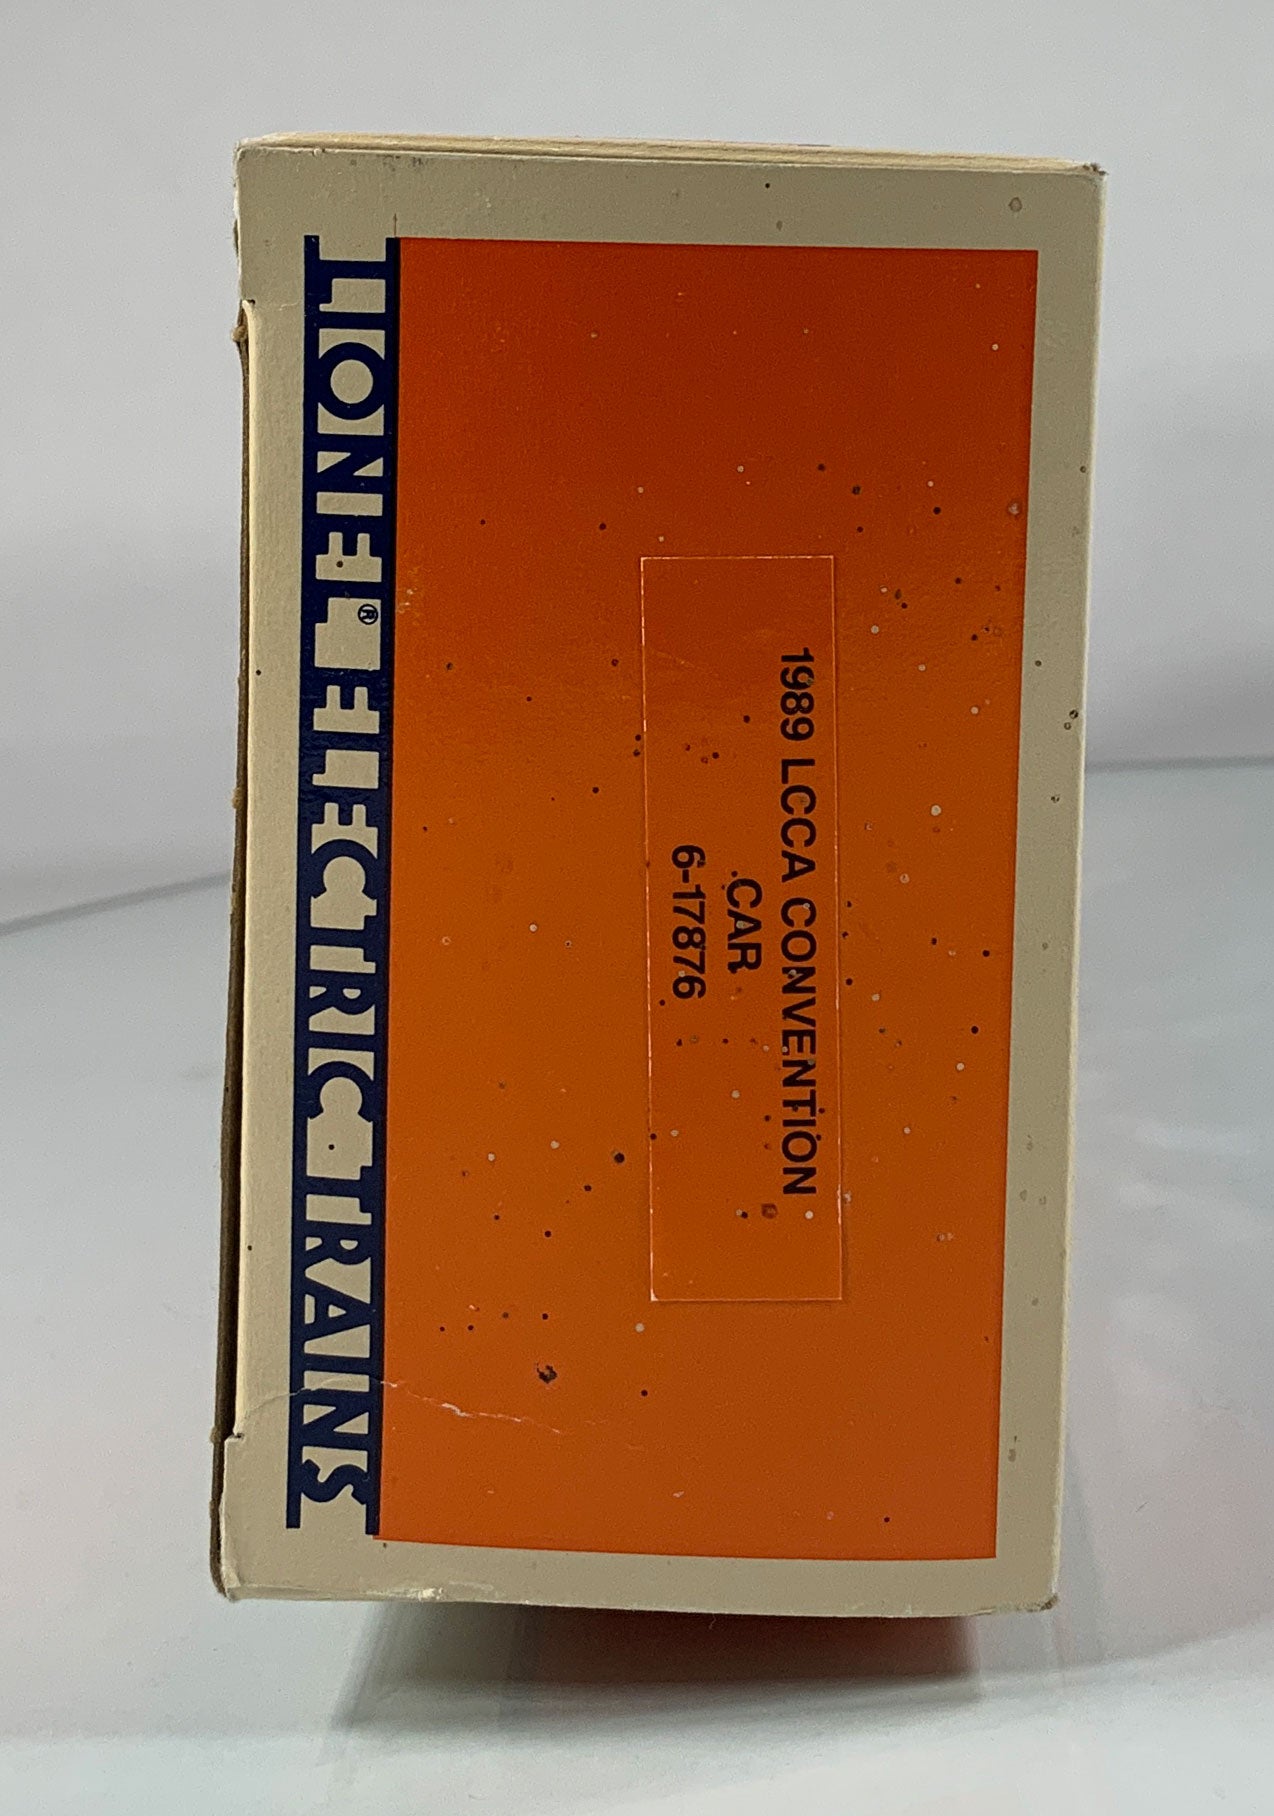 1989 LCCA CONVENTION
CAR
6-17876
LIONEL® ELECTRIC TRAINS